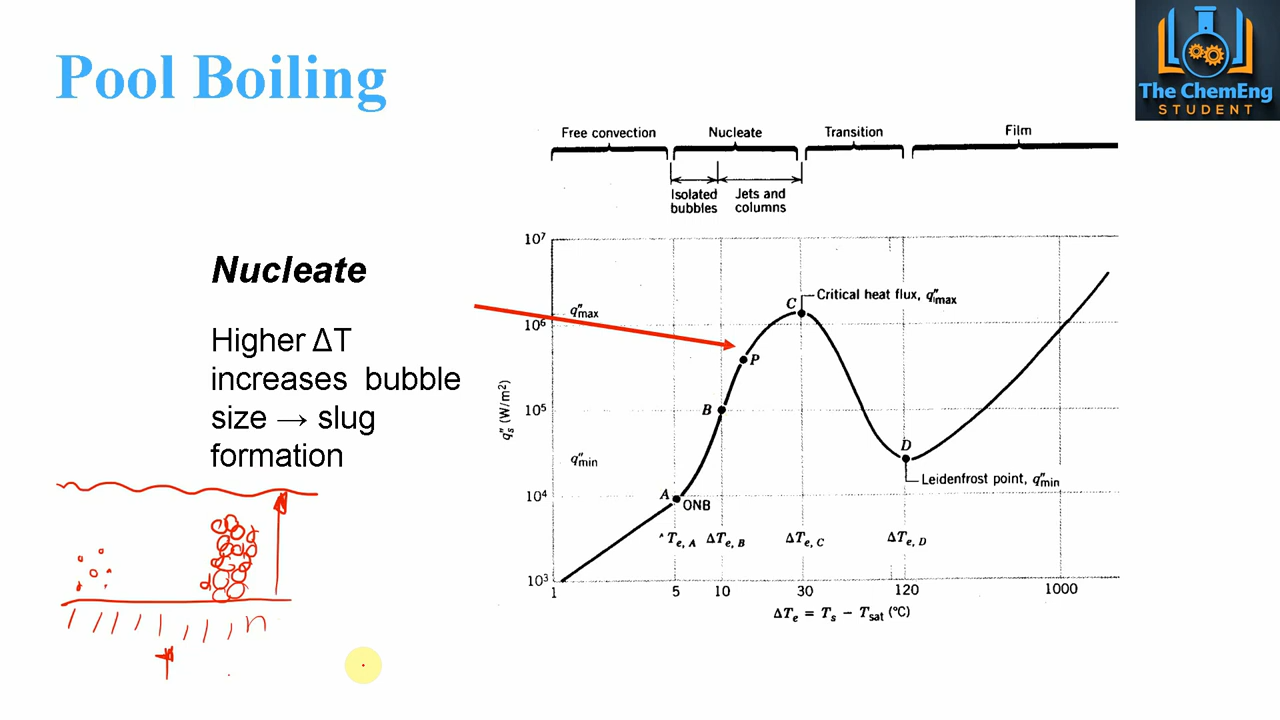 Pool Boiling
The ChemEng
STUDENT
Free convection Nucleate Transition Film
Isolated bubbles
Jets and columns
Nucleate
Higher ΔT
increases bubble
size → slug
formation
10⁷
10⁶
10⁵
10⁴
10³
q″s (W/m²)
q″max
q″min
C
Critical heat flux, q″max
P
B
A
ONB
D
Leidenfrost point, q″min
Te, A ΔTe, B ΔTe, C ΔTe, D
1 5 10 30 120 1000
ΔTe = Ts − Tsat (°C)